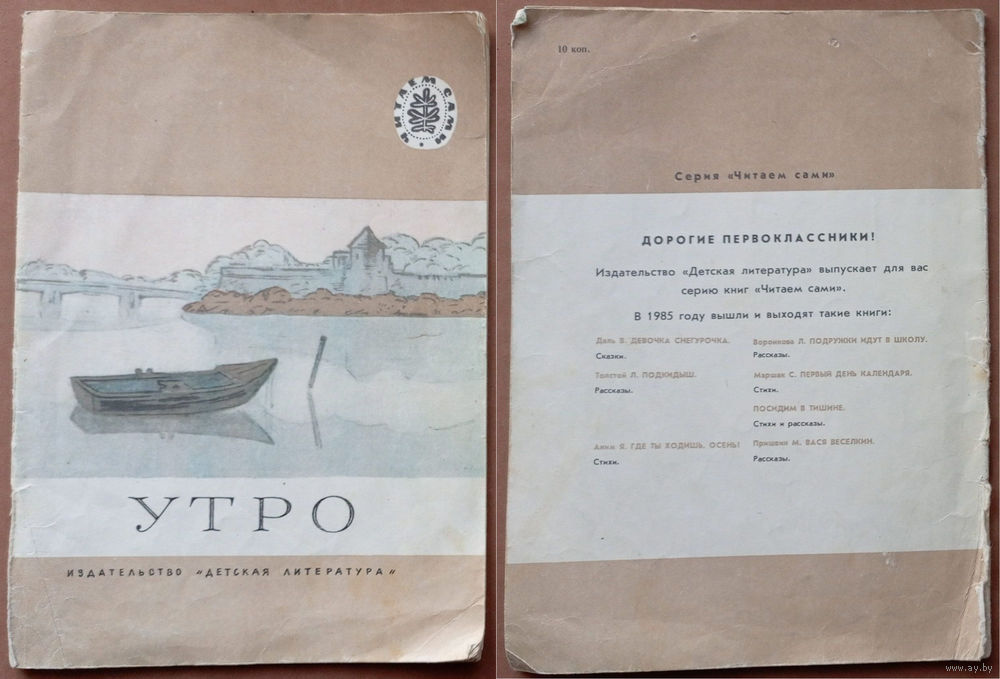 ЧИТАЕМ САМИ
УТРО
ИЗДАТЕЛЬСТВО «ДЕТСКАЯ ЛИТЕРАТУРА»
10 коп.
Серия «Читаем сами»
ДОРОГИЕ ПЕРВОКЛАССНИКИ!
Издательство «Детская литература» выпускает для вас
серию книг «Читаем сами».
В 1985 году вышли и выходят такие книги:
Даль В. ДЕВОЧКА СНЕГУРОЧКА.
Сказки.
Толстой Л. ПОДКИДЫШ.
Рассказы.
Аким Я. ГДЕ ТЫ ХОДИШЬ, ОСЕНЬ?
Стихи.
Воронкова Л. ПОДРУЖКИ ИДУТ В ШКОЛУ.
Рассказы.
Маршак С. ПЕРВЫЙ ДЕНЬ КАЛЕНДАРЯ.
Стихи.
ПОСИДИМ В ТИШИНЕ.
Стихи и рассказы.
Пришвин М. ВАСЯ ВЕСЕЛКИН.
Рассказы.
www.ay.by